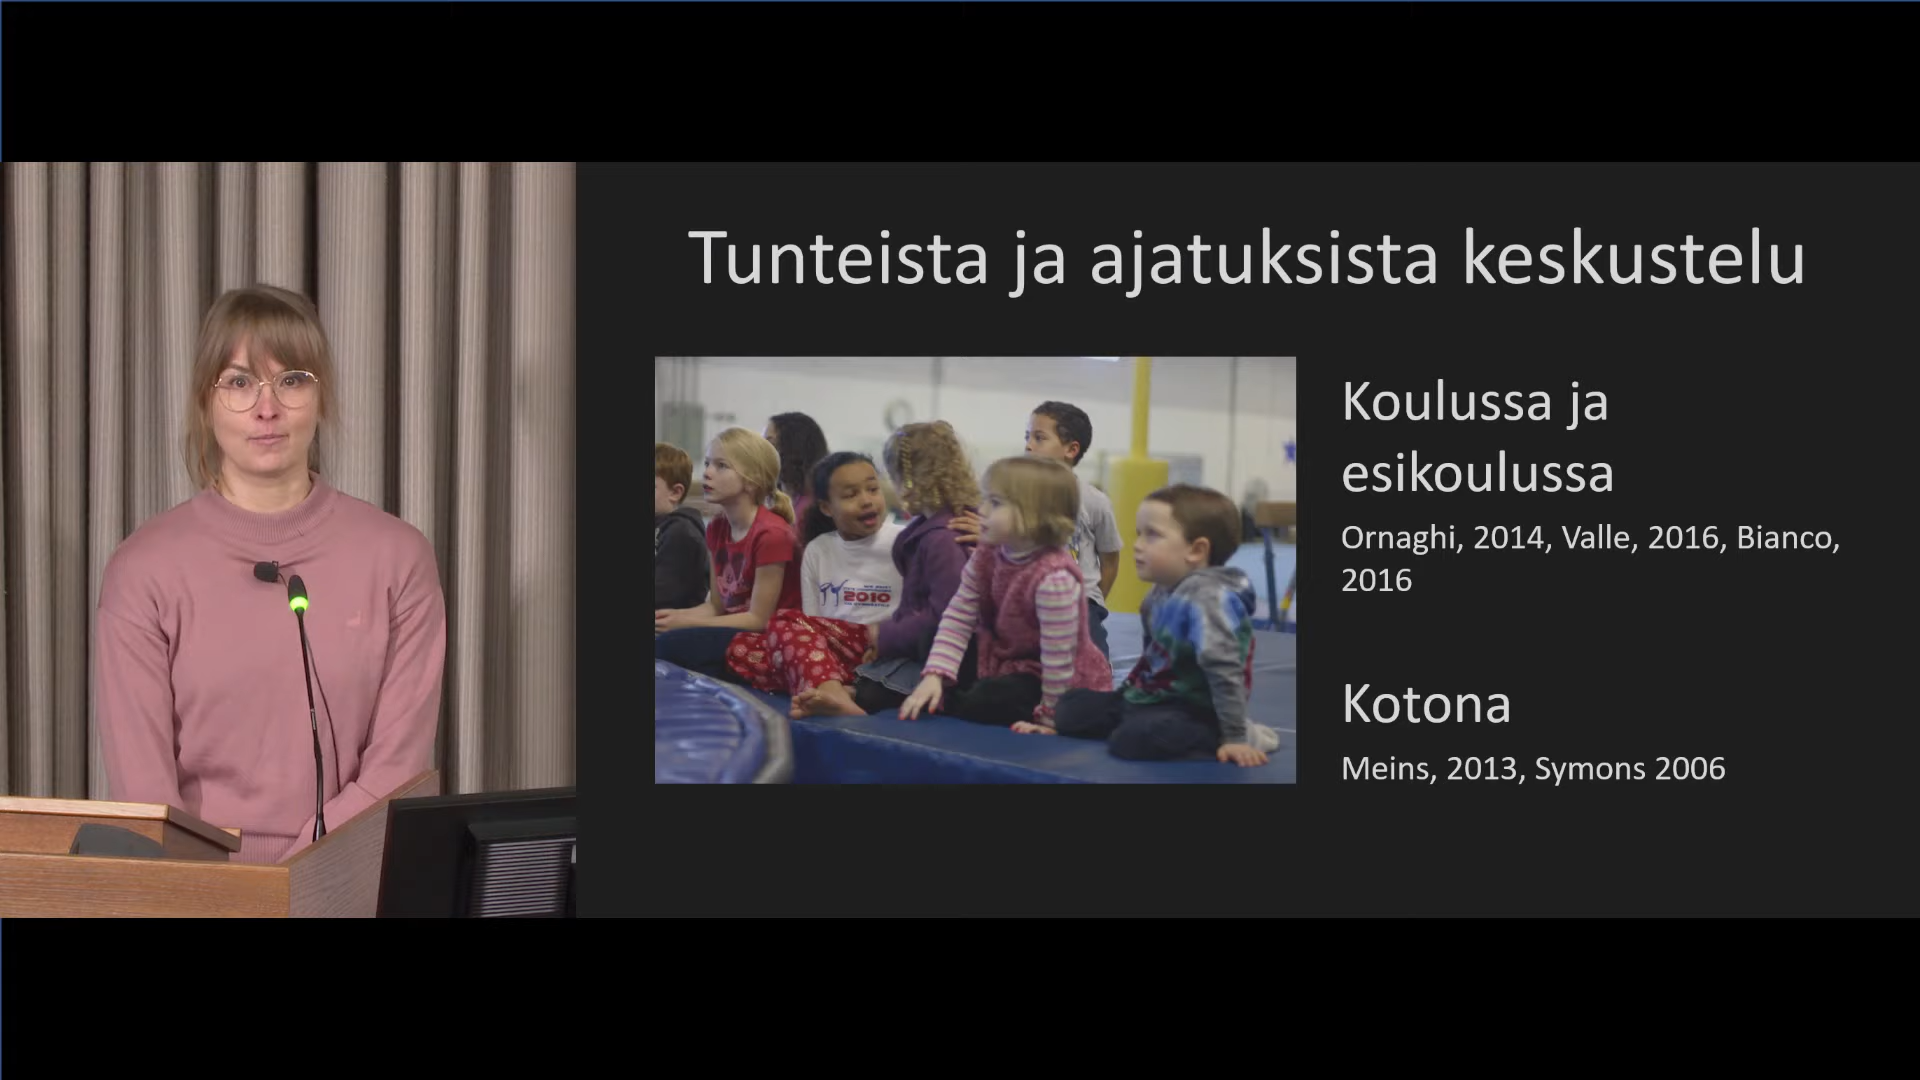 Tunteista ja ajatuksista keskustelu
Koulussa ja
esikoulussa
Ornaghi, 2014, Valle, 2016, Bianco,
2016
Kotona
Meins, 2013, Symons 2006
2010